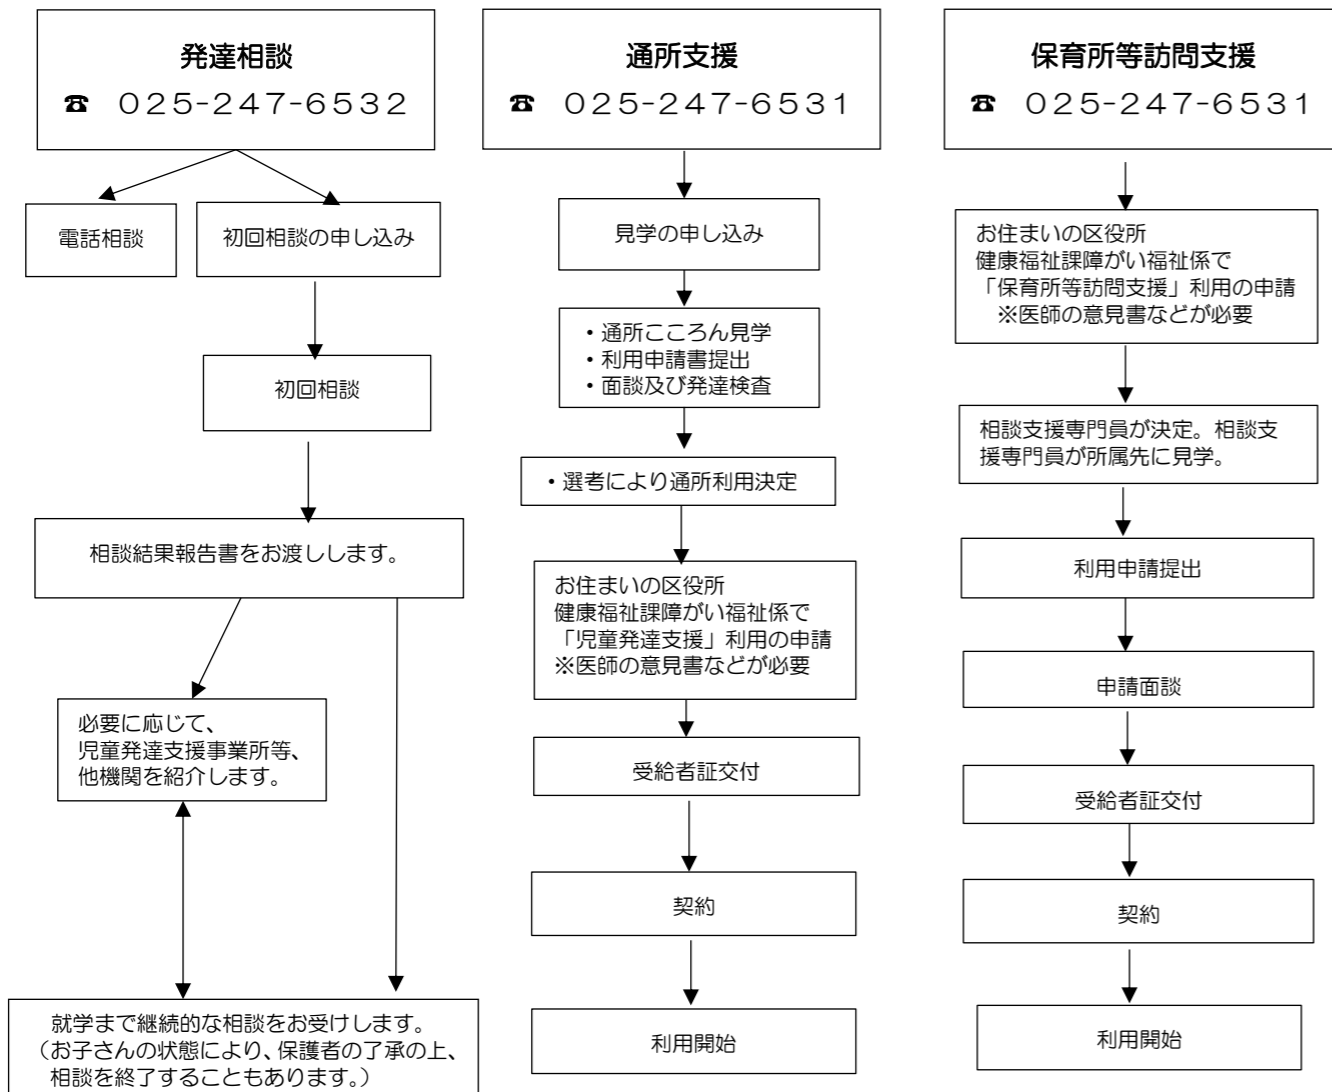 発達相談
☎ 025-247-6532
電話相談
初回相談の申し込み
初回相談
相談結果報告書をお渡しします。
必要に応じて、
児童発達支援事業所等、
他機関を紹介します。
就学まで継続的な相談をお受けします。
（お子さんの状態により、保護者の了承の上、
相談を終了することもあります。）
通所支援
☎ 025-247-6531
見学の申し込み
・通所こころん見学
・利用申請書提出
・面談及び発達検査
・選考により通所利用決定
お住まいの区役所
健康福祉課障がい福祉係で
「児童発達支援」利用の申請
※医師の意見書などが必要
受給者証交付
契約
利用開始
保育所等訪問支援
☎ 025-247-6531
お住まいの区役所
健康福祉課障がい福祉係で
「保育所等訪問支援」利用の申請
※医師の意見書などが必要
相談支援専門員が決定。相談支
援専門員が所属先に見学。
利用申請提出
申請面談
受給者証交付
契約
利用開始